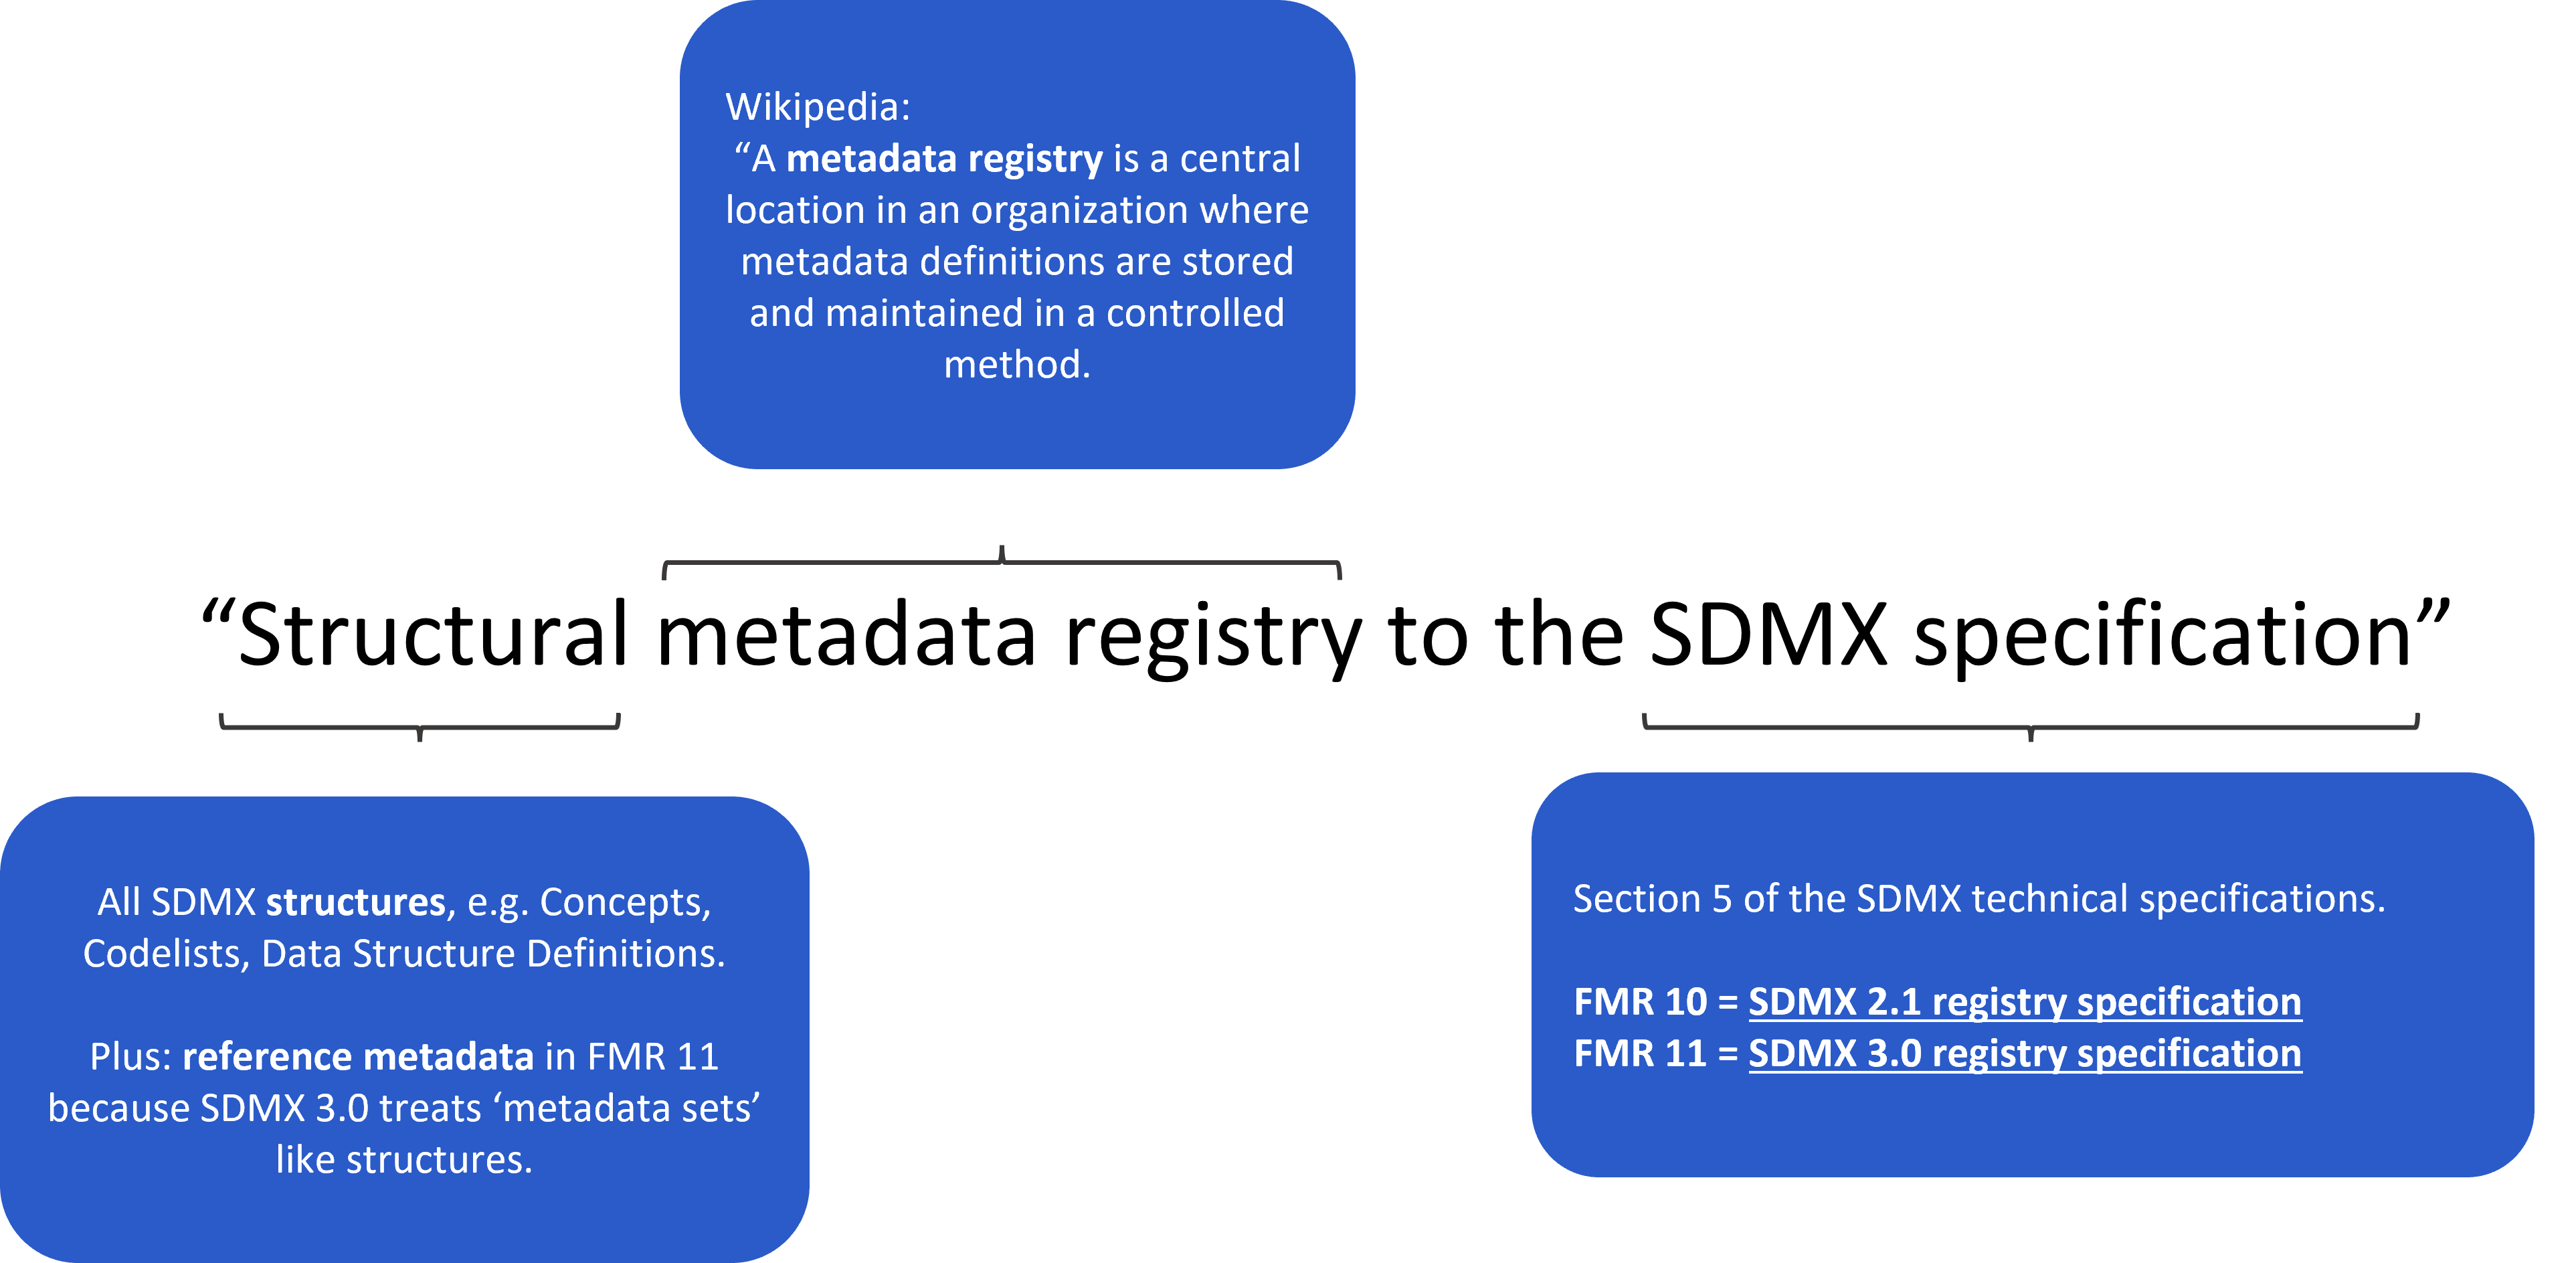 Wikipedia:
“A metadata registry is a central
location in an organization where
metadata definitions are stored
and maintained in a controlled
method.
“Structural metadata registry to the SDMX specification”
All SDMX structures, e.g. Concepts,
Codelists, Data Structure Definitions.
Plus: reference metadata in FMR 11
because SDMX 3.0 treats ‘metadata sets’
like structures.
Section 5 of the SDMX technical specifications.
FMR 10 = SDMX 2.1 registry specification
FMR 11 = SDMX 3.0 registry specification